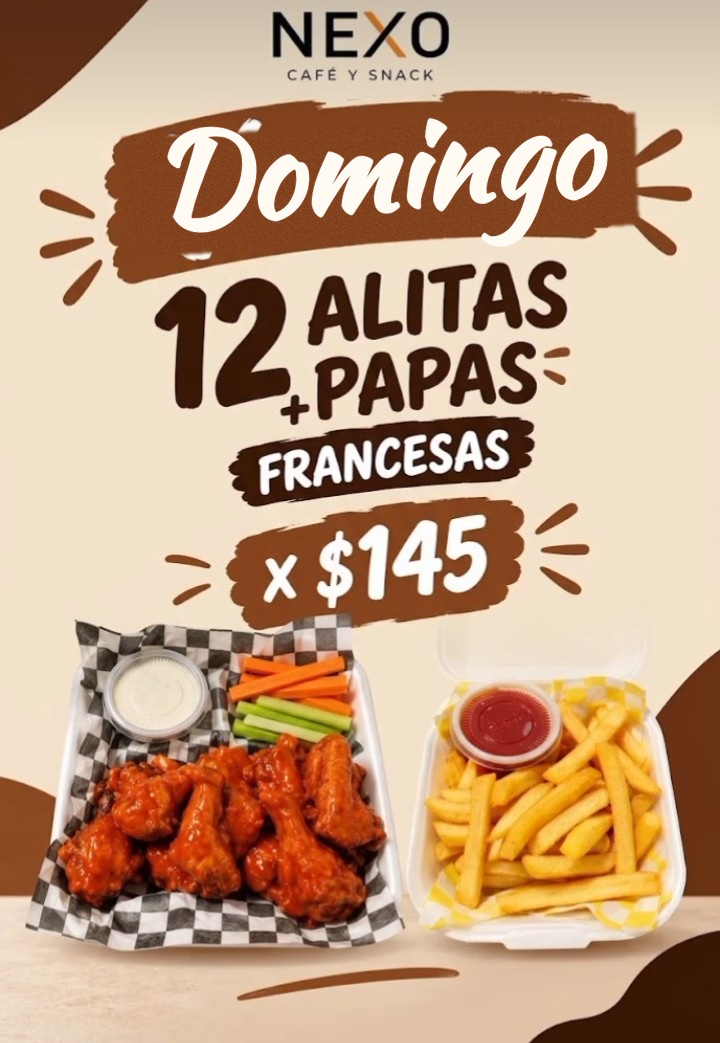 NEXO
CAFÉ Y SNACK
Domingo
12 ALITAS
+PAPAS
FRANCESAS
x $145